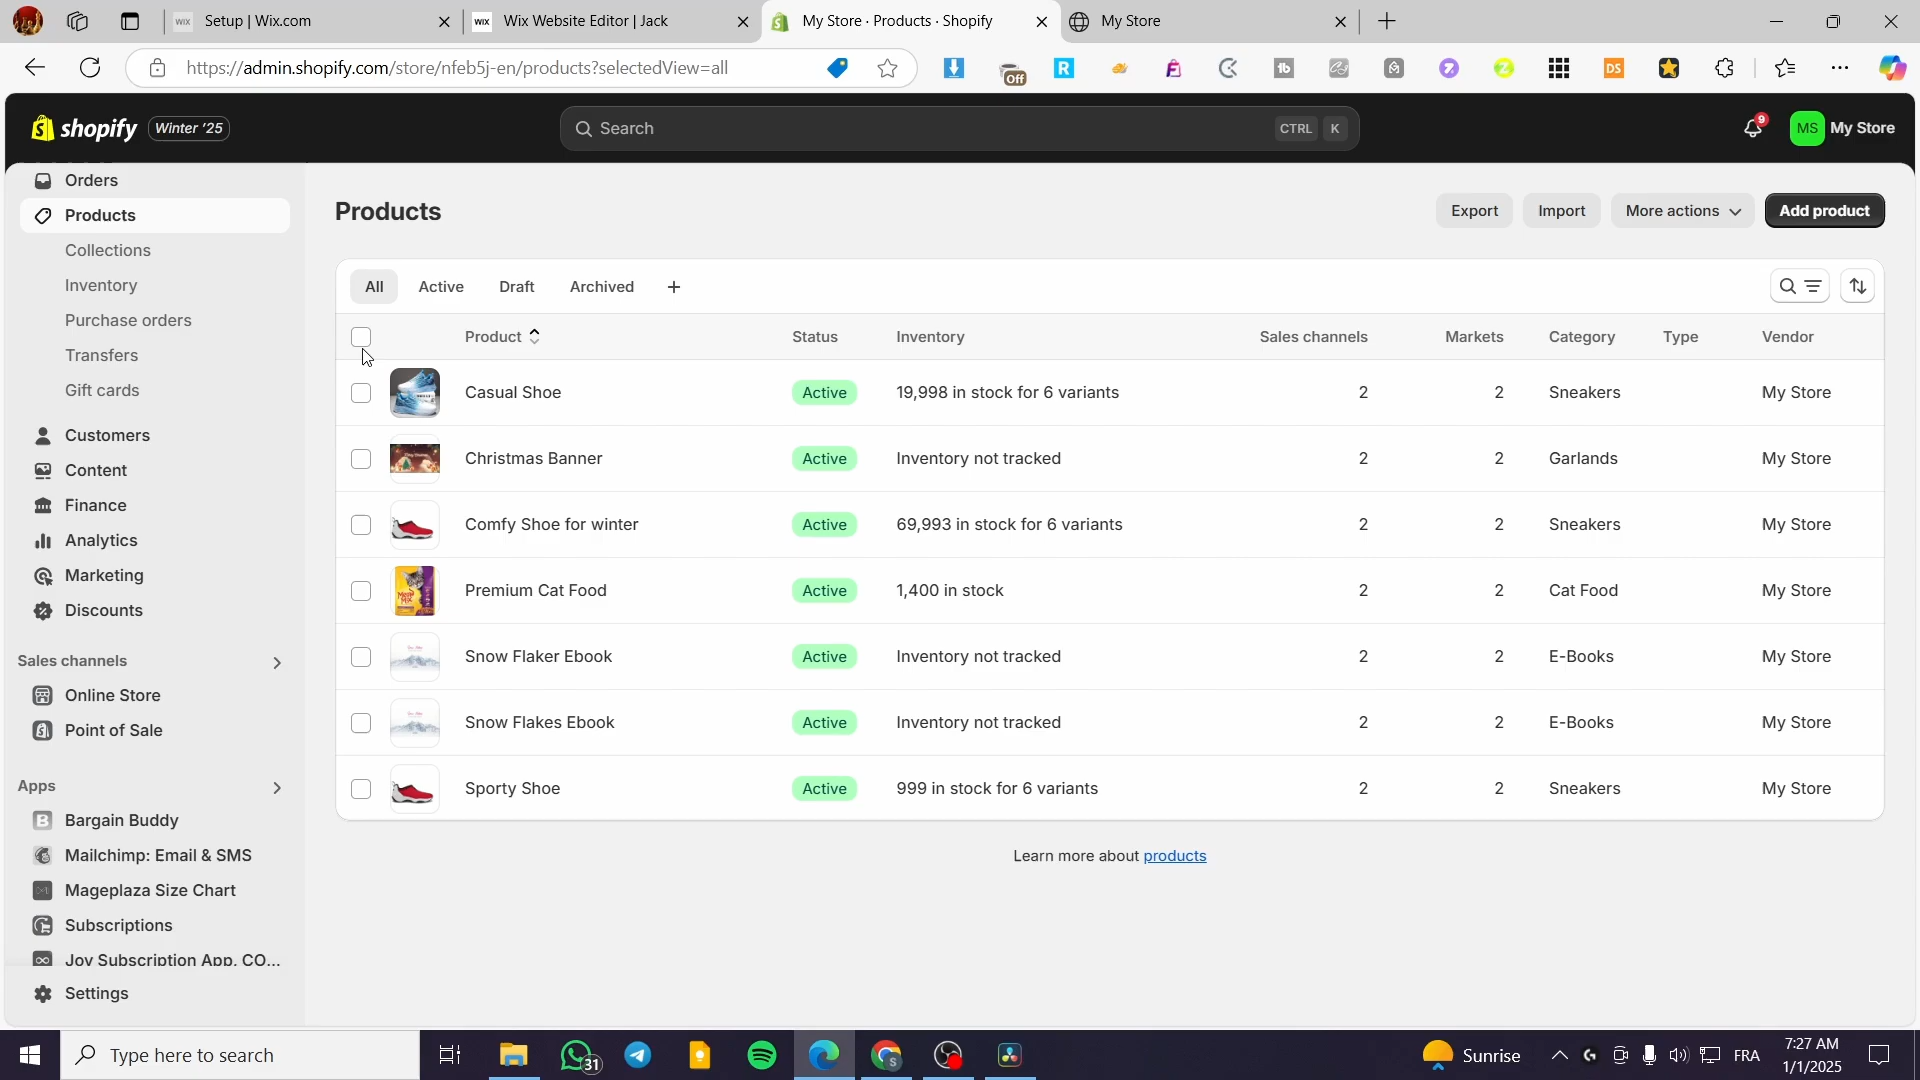 Setup | Wix.com
Wix Website Editor | Jack
My Store · Products · Shopify
My Store
https://admin.shopify.com/store/nfeb5j-en/products?selectedView=all
Off
shopify Winter '25
Search
CTRL K
9
MS My Store
Orders
Products
Collections
Inventory
Purchase orders
Transfers
Gift cards
Customers
Content
Finance
Analytics
Marketing
Discounts
Sales channels
Online Store
Point of Sale
Apps
Bargain Buddy
Mailchimp: Email & SMS
Mageplaza Size Chart
Subscriptions
Joy Subscription App, CO...
Settings
Products
Export Import More actions Add product
All Active Draft Archived +
Product Status Inventory Sales channels Markets Category Type Vendor
Casual Shoe Active 19,998 in stock for 6 variants 2 2 Sneakers My Store
Christmas Banner Active Inventory not tracked 2 2 Garlands My Store
Comfy Shoe for winter Active 69,993 in stock for 6 variants 2 2 Sneakers My Store
Premium Cat Food Active 1,400 in stock 2 2 Cat Food My Store
Snow Flaker Ebook Active Inventory not tracked 2 2 E-Books My Store
Snow Flakes Ebook Active Inventory not tracked 2 2 E-Books My Store
Sporty Shoe Active 999 in stock for 6 variants 2 2 Sneakers My Store
Learn more about products
Type here to search
31
Sunrise
FRA
7:27 AM
1/1/2025